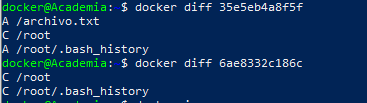 docker@Academia: $ docker diff 35e5eb4a8f5f
A /archivo.txt
C /root
A /root/.bash_history
docker@Academia: $ docker diff 6ae8332c186c
C /root
A /root/.bash_history